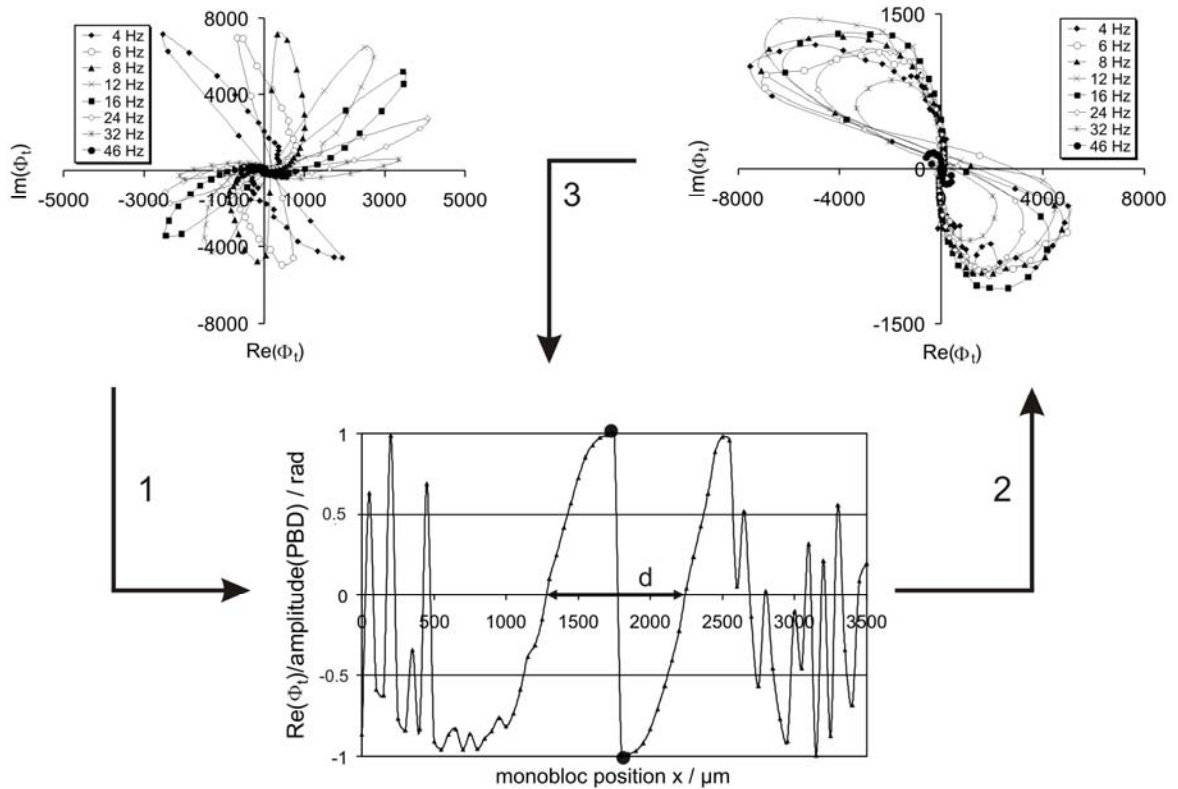 8000
4 Hz
6 Hz
8 Hz
12 Hz
16 Hz
24 Hz
32 Hz
46 Hz
4000
0
-5000 -3000 -1000 1000 3000 5000
-4000
-8000
Im(Φt)
Re(Φt)
1500
4 Hz
6 Hz
8 Hz
12 Hz
16 Hz
24 Hz
32 Hz
46 Hz
0
-8000 -4000 4000 8000
-1500
Im(Φt)
Re(Φt)
3
1
2
Re(Φt)/amplitude(PBD) / rad
1
0.5
0
-0.5
-1
d
0 500 1000 1500 2000 2500 3000 3500
monobloc position x / µm